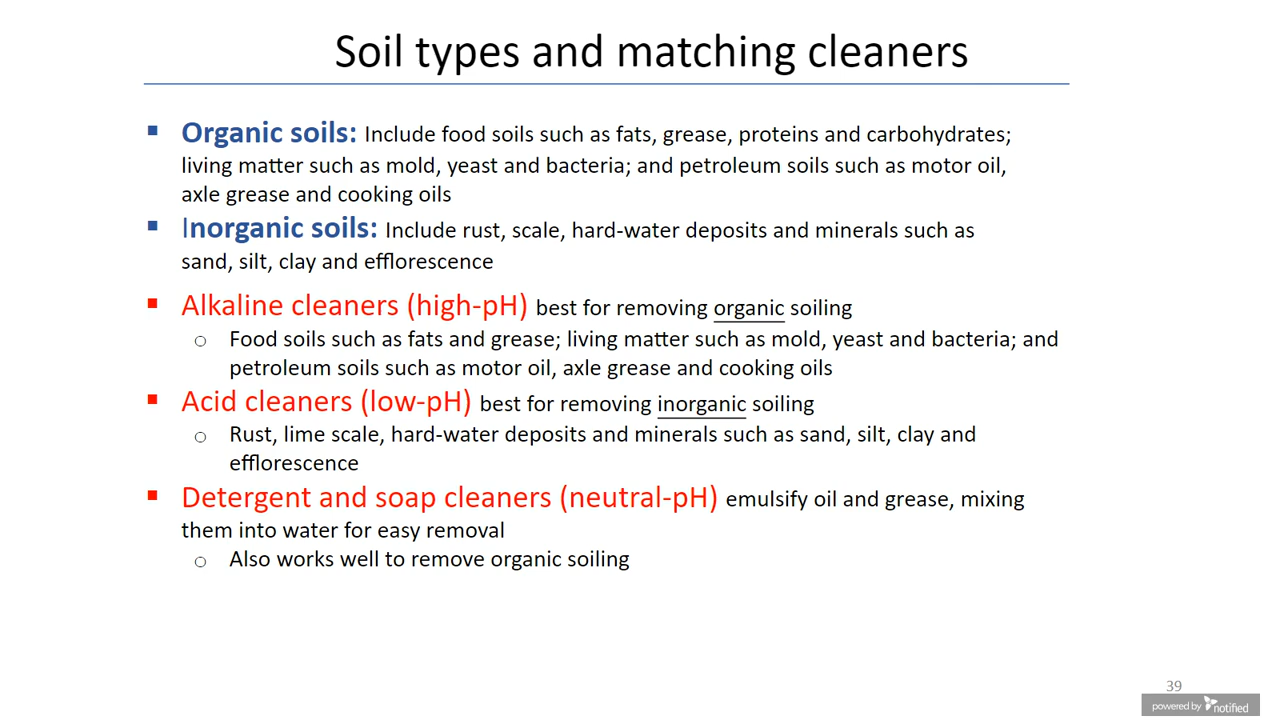 Soil types and matching cleaners
▪ Organic soils: Include food soils such as fats, grease, proteins and carbohydrates;
living matter such as mold, yeast and bacteria; and petroleum soils such as motor oil,
axle grease and cooking oils
▪ Inorganic soils: Include rust, scale, hard-water deposits and minerals such as
sand, silt, clay and efflorescence
▪ Alkaline cleaners (high-pH) best for removing organic soiling
○ Food soils such as fats and grease; living matter such as mold, yeast and bacteria; and
petroleum soils such as motor oil, axle grease and cooking oils
▪ Acid cleaners (low-pH) best for removing inorganic soiling
○ Rust, lime scale, hard-water deposits and minerals such as sand, silt, clay and
efflorescence
▪ Detergent and soap cleaners (neutral-pH) emulsify oil and grease, mixing
them into water for easy removal
○ Also works well to remove organic soiling
39
powered by notified